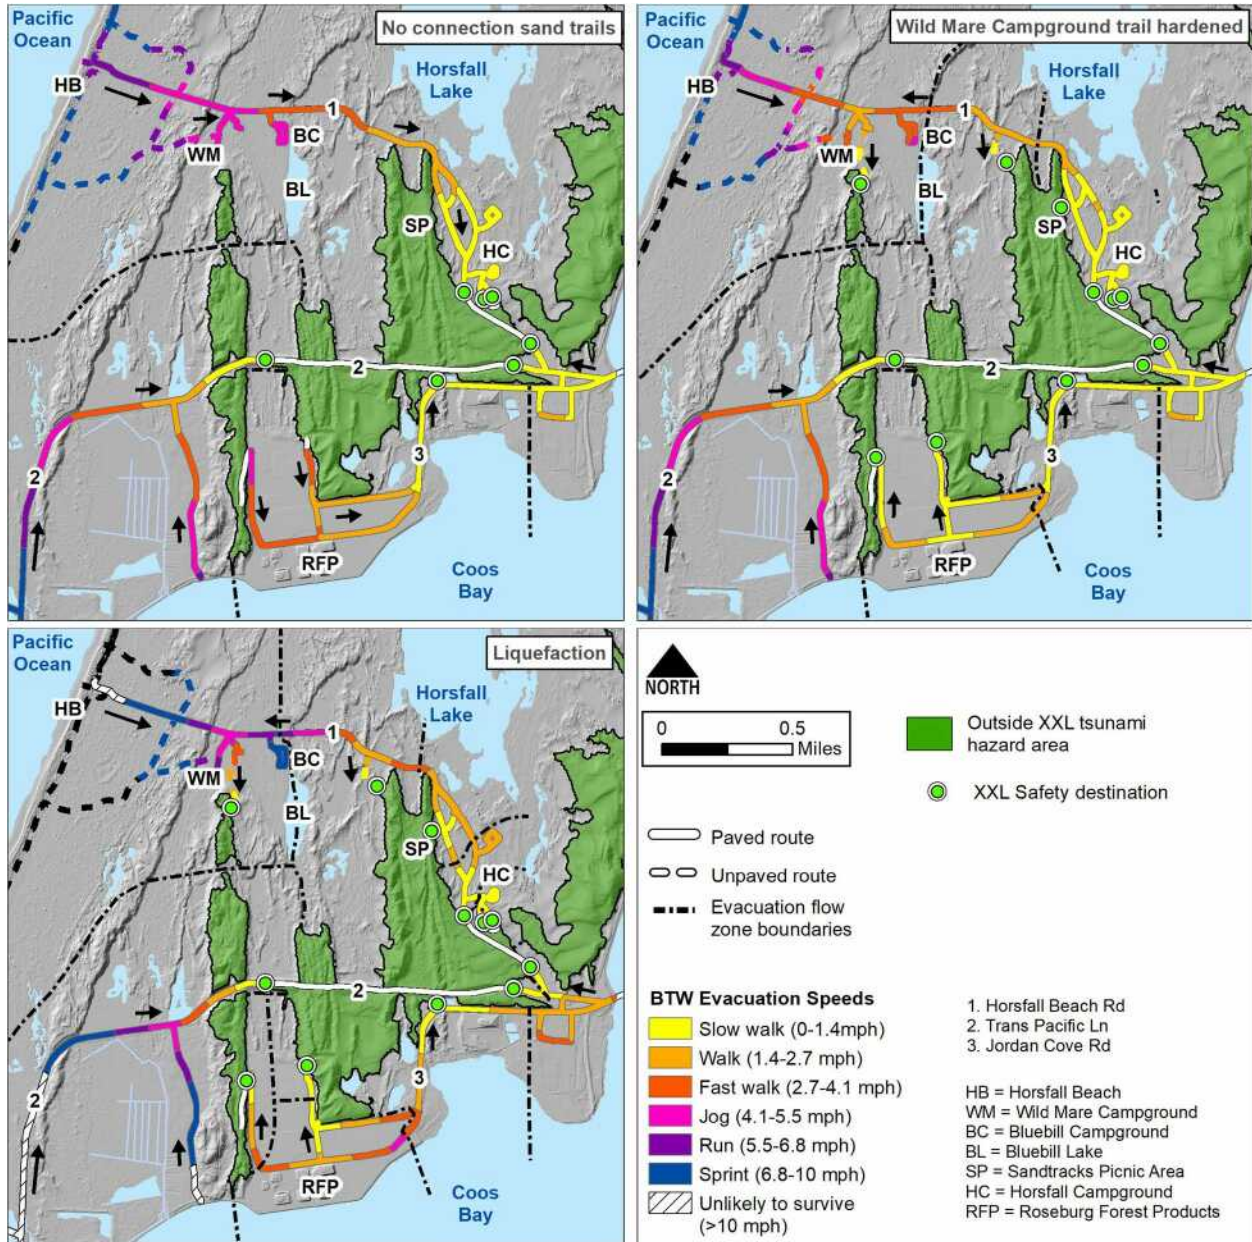 Pacific
Ocean
No connection sand trails
HB
1
Horsfall
Lake
WM
BC
BL
SP
HC
2
2
3
RFP
Coos
Bay
Pacific
Ocean
Wild Mare Campground trail hardened
HB
1
Horsfall
Lake
WM
BC
BL
SP
HC
2
2
3
RFP
Coos
Bay
Pacific
Ocean
Liquefaction
HB
1
Horsfall
Lake
WM
BC
BL
SP
HC
2
2
3
RFP
Coos
Bay
NORTH
0 0.5
Miles
Outside XXL tsunami
hazard area
XXL Safety destination
Paved route
Unpaved route
Evacuation flow
zone boundaries
BTW Evacuation Speeds
Slow walk (0-1.4mph)
Walk (1.4-2.7 mph)
Fast walk (2.7-4.1 mph)
Jog (4.1-5.5 mph)
Run (5.5-6.8 mph)
Sprint (6.8-10 mph)
Unlikely to survive
(>10 mph)
1. Horsfall Beach Rd
2. Trans Pacific Ln
3. Jordan Cove Rd
HB = Horsfall Beach
WM = Wild Mare Campground
BC = Bluebill Campground
BL = Bluebill Lake
SP = Sandtracks Picnic Area
HC = Horsfall Campground
RFP = Roseburg Forest Products